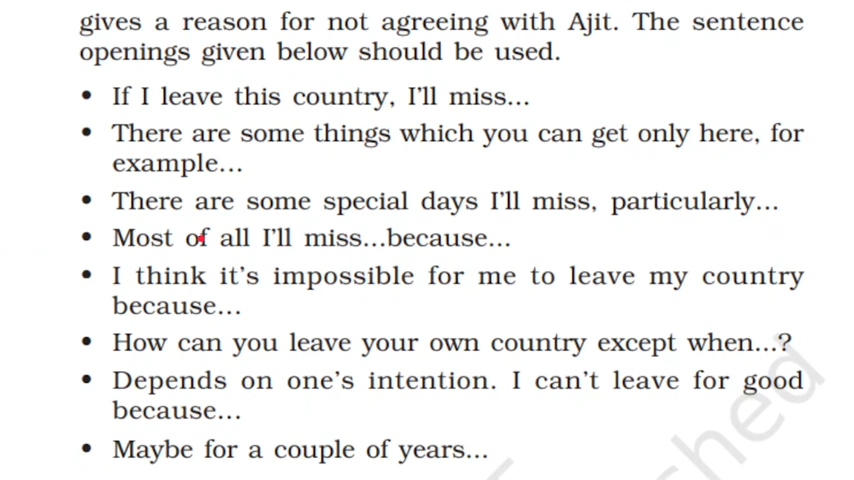 gives a reason for not agreeing with Ajit. The sentence
openings given below should be used.
• If I leave this country, I'll miss...
• There are some things which you can get only here, for
example...
• There are some special days I'll miss, particularly...
• Most of all I'll miss...because...
• I think it's impossible for me to leave my country
because...
• How can you leave your own country except when...?
• Depends on one's intention. I can't leave for good
because...
• Maybe for a couple of years...